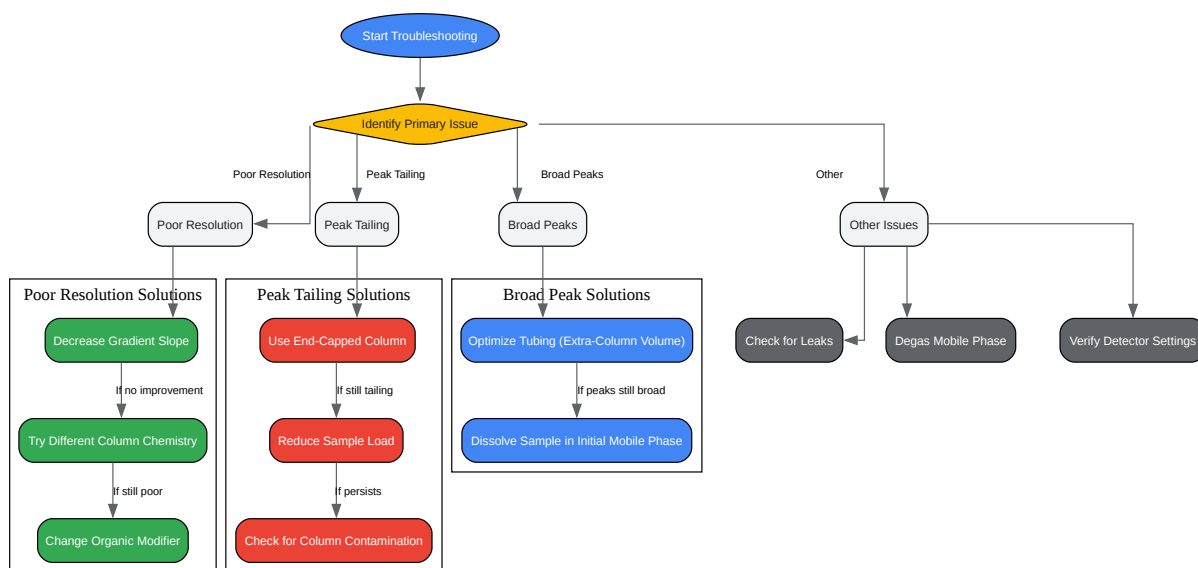 Start Troubleshooting
Identify Primary Issue
Poor Resolution
Peak Tailing
Broad Peaks
Other
Poor Resolution
Peak Tailing
Broad Peaks
Other Issues
Poor Resolution Solutions
Peak Tailing Solutions
Broad Peak Solutions
Decrease Gradient Slope
Use End-Capped Column
Optimize Tubing (Extra-Column Volume)
Check for Leaks
Degas Mobile Phase
Verify Detector Settings
If no improvement
If still tailing
If peaks still broad
Try Different Column Chemistry
Reduce Sample Load
Dissolve Sample in Initial Mobile Phase
If still poor
If persists
Change Organic Modifier
Check for Column Contamination